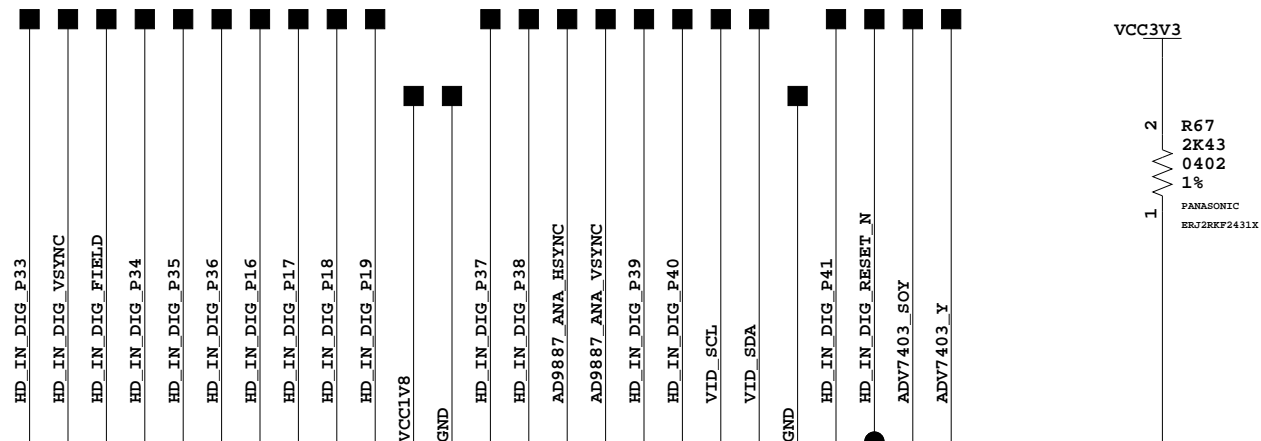 HD_IN_DIG_P33
HD_IN_DIG_VSYNC
HD_IN_DIG_FIELD
HD_IN_DIG_P34
HD_IN_DIG_P35
HD_IN_DIG_P36
HD_IN_DIG_P16
HD_IN_DIG_P17
HD_IN_DIG_P18
HD_IN_DIG_P19
VCC1V8
GND
HD_IN_DIG_P37
HD_IN_DIG_P38
AD9887_ANA_HSYNC
AD9887_ANA_VSYNC
HD_IN_DIG_P39
HD_IN_DIG_P40
VID_SCL
VID_SDA
GND
HD_IN_DIG_P41
HD_IN_DIG_RESET_N
ADV7403_SOY
ADV7403_Y
VCC3V3
2
R67
2K43
0402
1%
1
PANASONIC
ERJ2RKF2431X